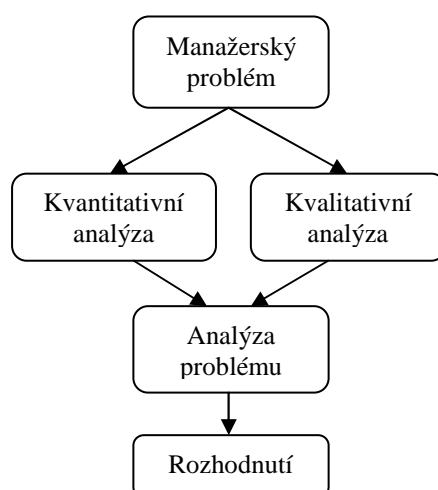 Manažerský
problém
Kvantitativní
analýza
Kvalitativní
analýza
Analýza
problému
Rozhodnutí